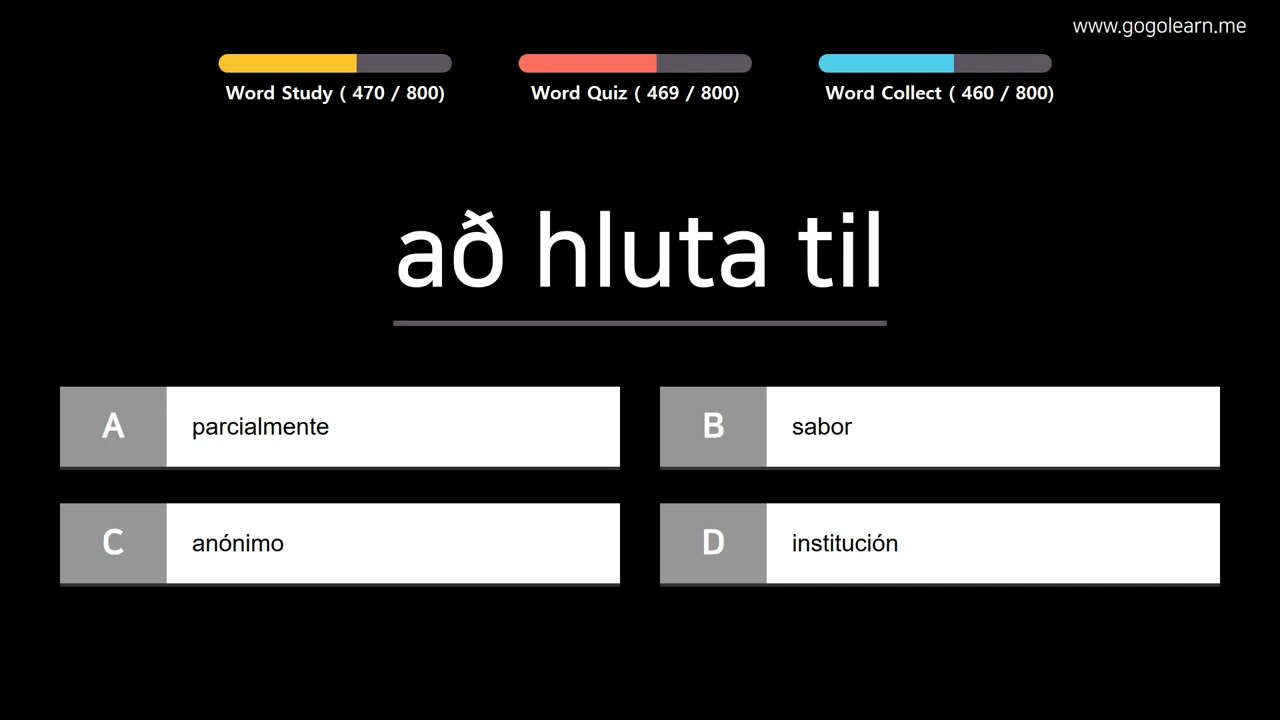 www.gogolearn.me
Word Study ( 470 / 800)
Word Quiz ( 469 / 800)
Word Collect ( 460 / 800)
að hluta til
A
parcialmente
B
sabor
C
anónimo
D
institución